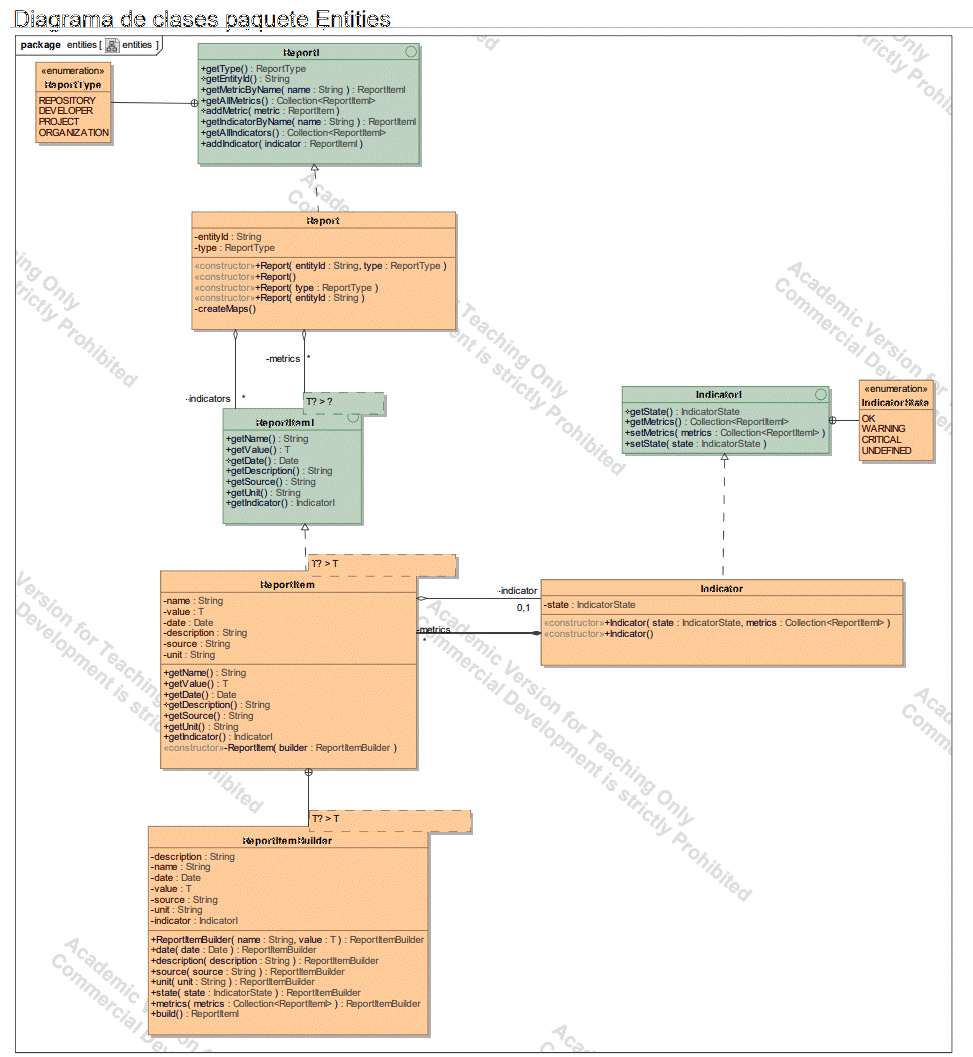 Diagrama de clases paquete Entities
package entities [ entities ]
«enumeration»
ReportType
REPOSITORY
DEVELOPER
PROJECT
ORGANIZATION
ReportI
+getType() : ReportType
+getEntityId() : String
+getMetricByName( name : String ) : ReportItemI
+getAllMetrics() : Collection<ReportItemI>
+addMetric( metric : ReportItem )
+getIndicatorByName( name : String ) : ReportItemI
+getAllIndicators() : Collection<ReportItemI>
+addIndicator( indicator : ReportItemI )
Report
-entityId : String
-type : ReportType
«constructor»+Report( entityId : String, type : ReportType )
«constructor»+Report()
«constructor»+Report( type : ReportType )
«constructor»+Report( entityId : String )
-createMaps()
-metrics *
-indicators *
T? > ?
ReportItemI
+getName() : String
+getValue() : T
+getDate() : Date
+getDescription() : String
+getSource() : String
+getUnit() : String
+getIndicator() : IndicatorI
IndicatorI
+getState() : IndicatorState
+getMetrics() : Collection<ReportItemI>
+setMetrics( metrics : Collection<ReportItemI> )
+setState( state : IndicatorState )
«enumeration»
IndicatorState
OK
WARNING
CRITICAL
UNDEFINED
T? > T
ReportItem
-name : String
-value : T
-date : Date
-description : String
-source : String
-unit : String
+getName() : String
+getValue() : T
+getDate() : Date
+getDescription() : String
+getSource() : String
+getUnit() : String
+getIndicator() : IndicatorI
«constructor»-ReportItem( builder : ReportItemBuilder )
-indicator
0,1
-metrics
*
Indicator
-state : IndicatorState
«constructor»+Indicator( state : IndicatorState, metrics : Collection<ReportItemI> )
«constructor»+Indicator()
T? > T
ReportItemBuilder
-description : String
-name : String
-date : Date
-value : T
-source : String
-unit : String
-indicator : IndicatorI
+ReportItemBuilder( name : String, value : T ) : ReportItemBuilder
+date( date : Date ) : ReportItemBuilder
+description( description : String ) : ReportItemBuilder
+source( source : String ) : ReportItemBuilder
+unit( unit : String ) : ReportItemBuilder
+state( state : IndicatorState ) : ReportItemBuilder
+metrics( metrics : Collection<ReportItemI> ) : ReportItemBuilder
+build() : ReportItemI
Academic Version for Teaching Only
Commercial Development is strictly Prohibited